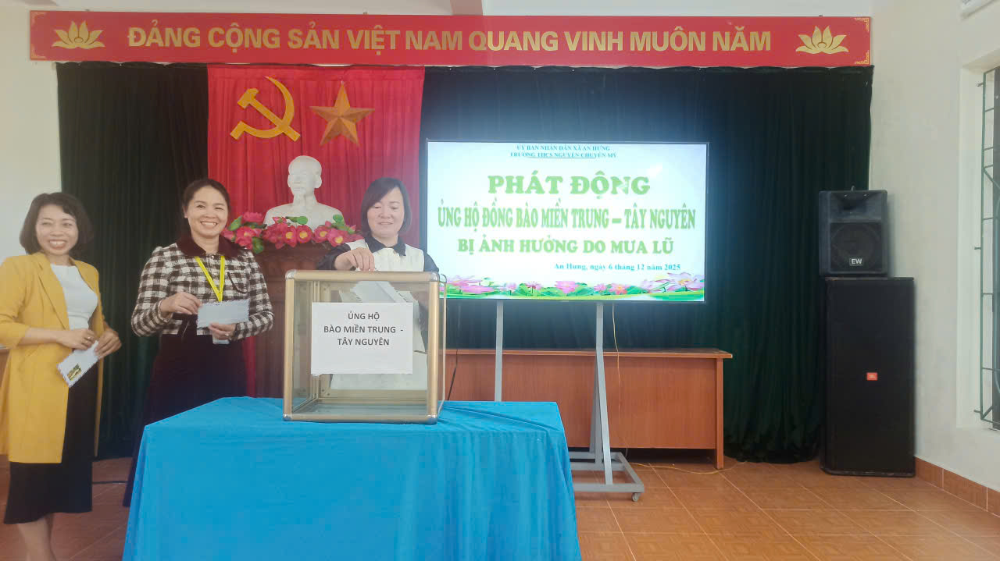 ĐẢNG CỘNG SẢN VIỆT NAM QUANG VINH MUÔN NĂM
UỶ BAN NHÂN DÂN XÃ AN HƯNG
TRƯỜNG THCS NGUYỄN CHUYÊN MỸ
PHÁT ĐỘNG
ỦNG HỘ ĐỒNG BÀO MIỀN TRUNG – TÂY NGUYÊN
BỊ ẢNH HƯỞNG DO MƯA LŨ
An Hưng, ngày 6 tháng 12 năm 2025
ỦNG HỘ
BÀO MIỀN TRUNG -
TÂY NGUYÊN
EW
JBL